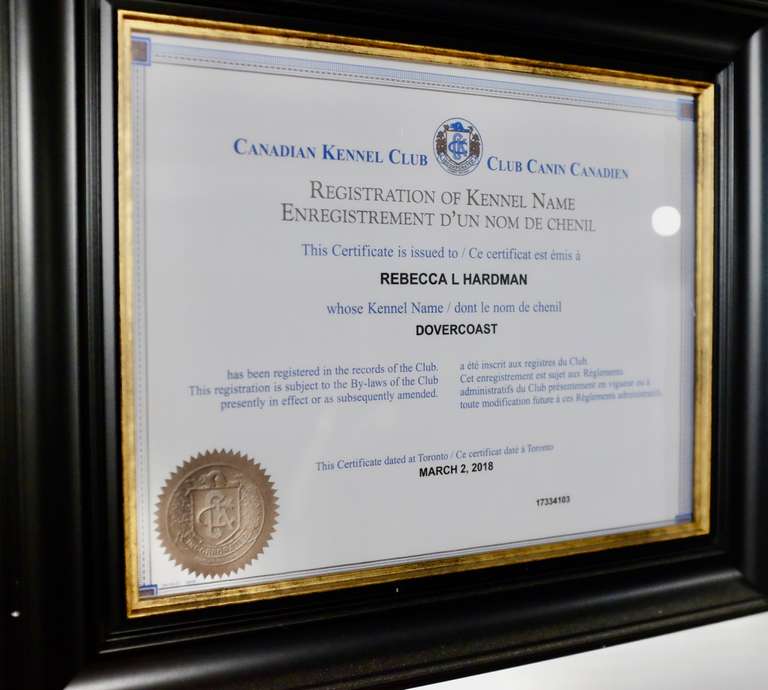 CANADIAN KENNEL CLUB CLUB CANIN CANADIEN
REGISTRATION OF KENNEL NAME
ENREGISTREMENT D'UN NOM DE CHENIL
This Certificate is issued to / Ce certificat est émis à
REBECCA L HARDMAN
whose Kennel Name / dont le nom de chenil
DOVERCOAST
has been registered in the records of the Club.
This registration is subject to the By-laws of the Club
presently in effect or as subsequently amended.
a été inscrit aux registres du Club.
Cet enregistrement est sujet aux Règlements
administratifs du Club présentement en vigueur ou à
toute modification future à ces Règlements administratifs.
This Certificate dated at Toronto / Ce certificat daté à Toronto
MARCH 2, 2018
17334103